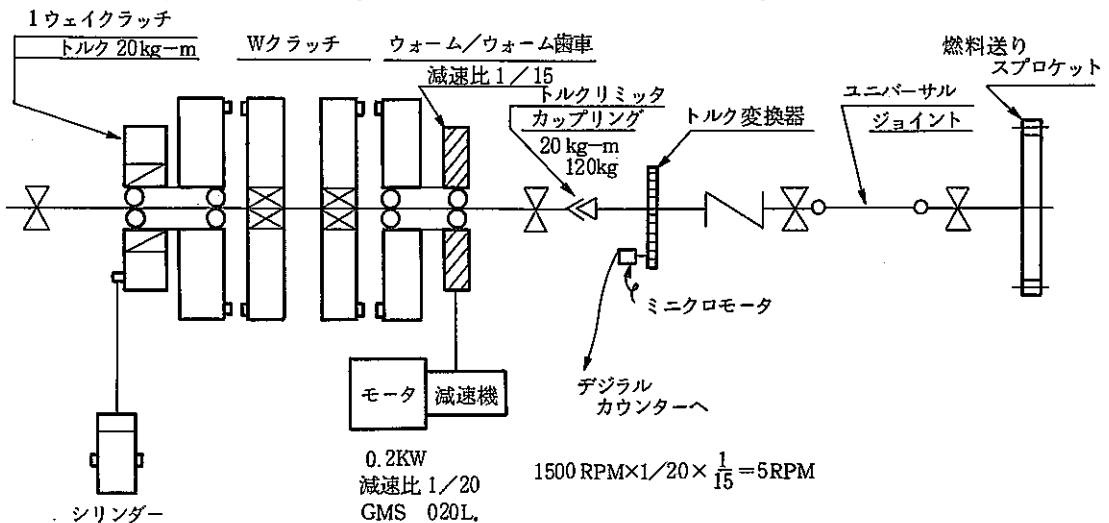 1ウェイクラッチ
トルク 20kg-m
Wクラッチ
ウォーム/ウォーム歯車
減速比 1/15
トルクリミッタ
カップリング
20kg-m
120kg
トルク変換器
ユニバーサル
ジョイント
燃料送り
スプロケット
ミニクロモータ
デジラル
カウンターへ
モータ
減速機
シリンダー
0.2KW
減速比 1/20
GMS 020L.
1500 RPM×1/20×1/15=5RPM